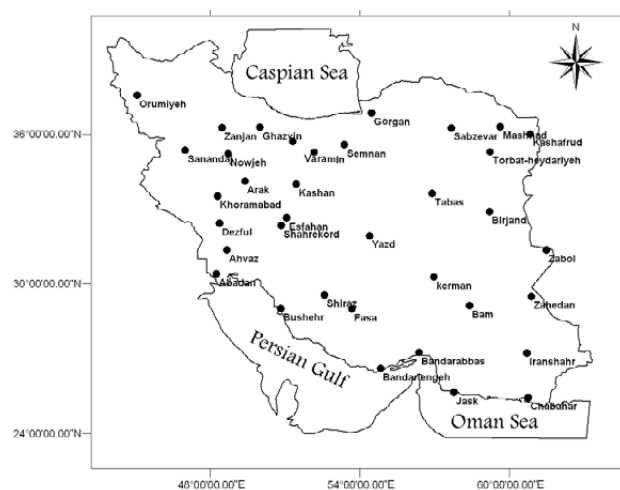 N
Caspian Sea
Orumiyeh
Gorgan
36°00'00.00"N
Zanjan
Ghazvin
Sabzevar
Mashhad
Kashafrud
Sanandaj
Nowjeh
Varamin
Semnan
Torbat-heydariyeh
Arak
Kashan
Khoramabad
Tabas
Birjand
Dezful
Esfahan
Shahrekord
Yazd
Ahvaz
Zabol
30°00'00.00"N
Abadan
kerman
Shiraz
Bushehr
Fasa
Bam
Zahedan
Persian Gulf
Bandarabbas
Iranshahr
Bandarlengeh
Jask
Chabahar
Oman Sea
24°00'00.00"N
48°00'00.00"E
54°00'00.00"E
60°00'00.00"E